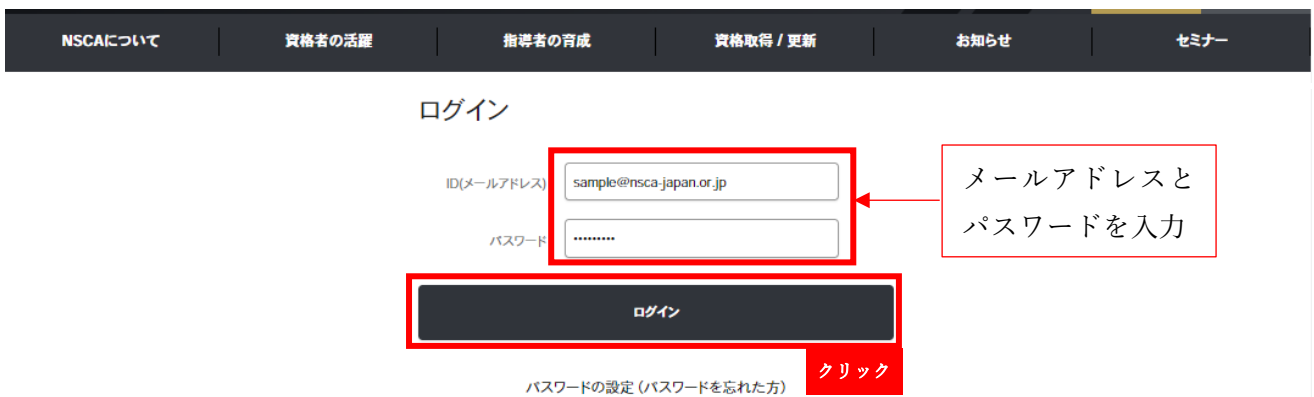 NSCAについて 資格者の活躍 指導者の育成 資格取得 / 更新 お知らせ セミナー
ログイン
ID(メールアドレス) sample@nsca-japan.or.jp
メールアドレスと
パスワードを入力
パスワード •••••••••
ログイン
クリック
パスワードの設定 (パスワードを忘れた方)